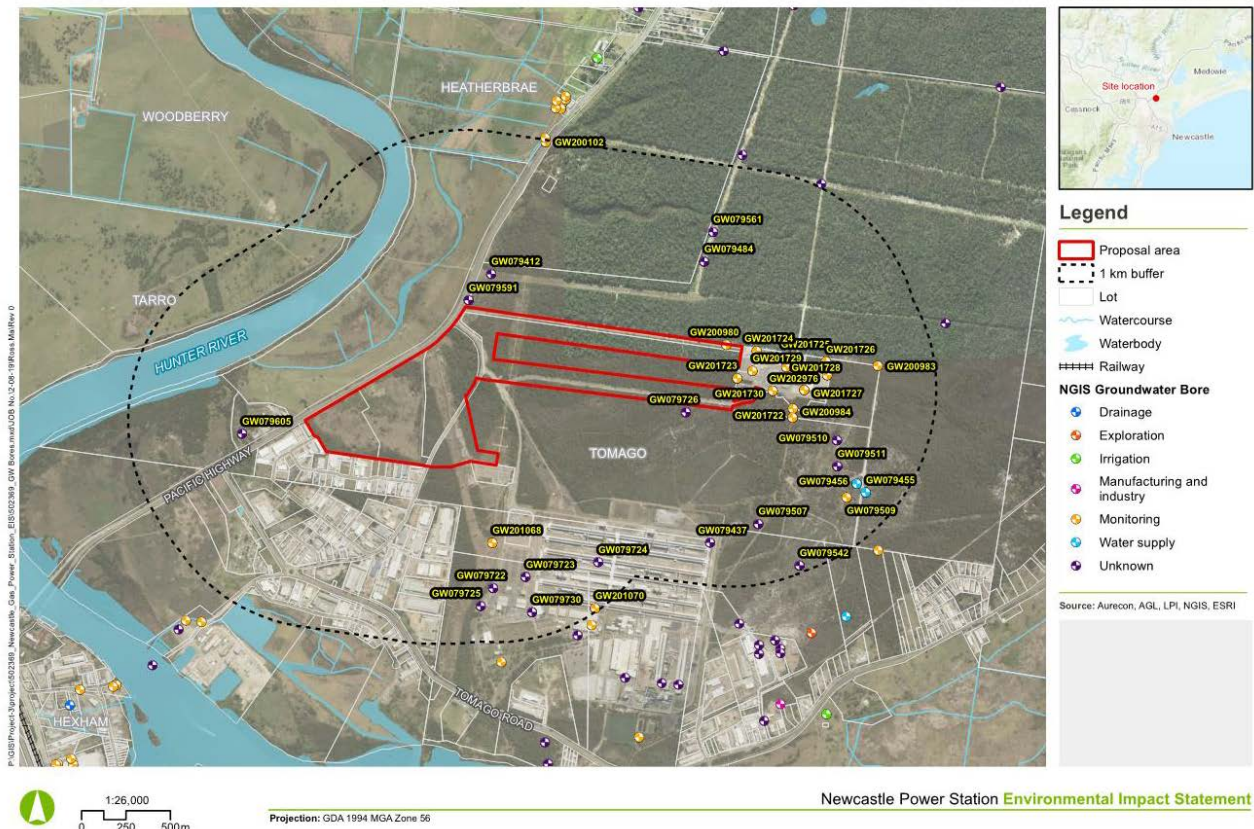 HEATHERBRAE
WOODBERRY
GW200102
GW079561
GW079484
GW079412
GW079591
TARRO
HUNTER RIVER
GW200980
GW201724
GW201725
GW201726
GW201723
GW201729
GW201728
GW200983
GW202976
GW201730
GW201727
GW079726
GW201722
GW200984
GW079605
GW079510
TOMAGO
GW079511
PACIFIC HIGHWAY
GW079456
GW079455
GW079509
GW079507
GW201068
GW079437
GW079724
GW079542
GW079723
GW079722
GW079725
GW079730
GW201070
TOMAGO ROAD
HEXHAM
Site location
Medowie
Cessnock
Newcastle
Legend
Proposal area
1 km buffer
Lot
Watercourse
Waterbody
Railway
NGIS Groundwater Bore
Drainage
Exploration
Irrigation
Manufacturing and
industry
Monitoring
Water supply
Unknown
Source: Aurecon, AGL, LPI, NGIS, ESRI
1:26,000
0 250 500m
Projection: GDA 1994 MGA Zone 56
Newcastle Power Station Environmental Impact Statement